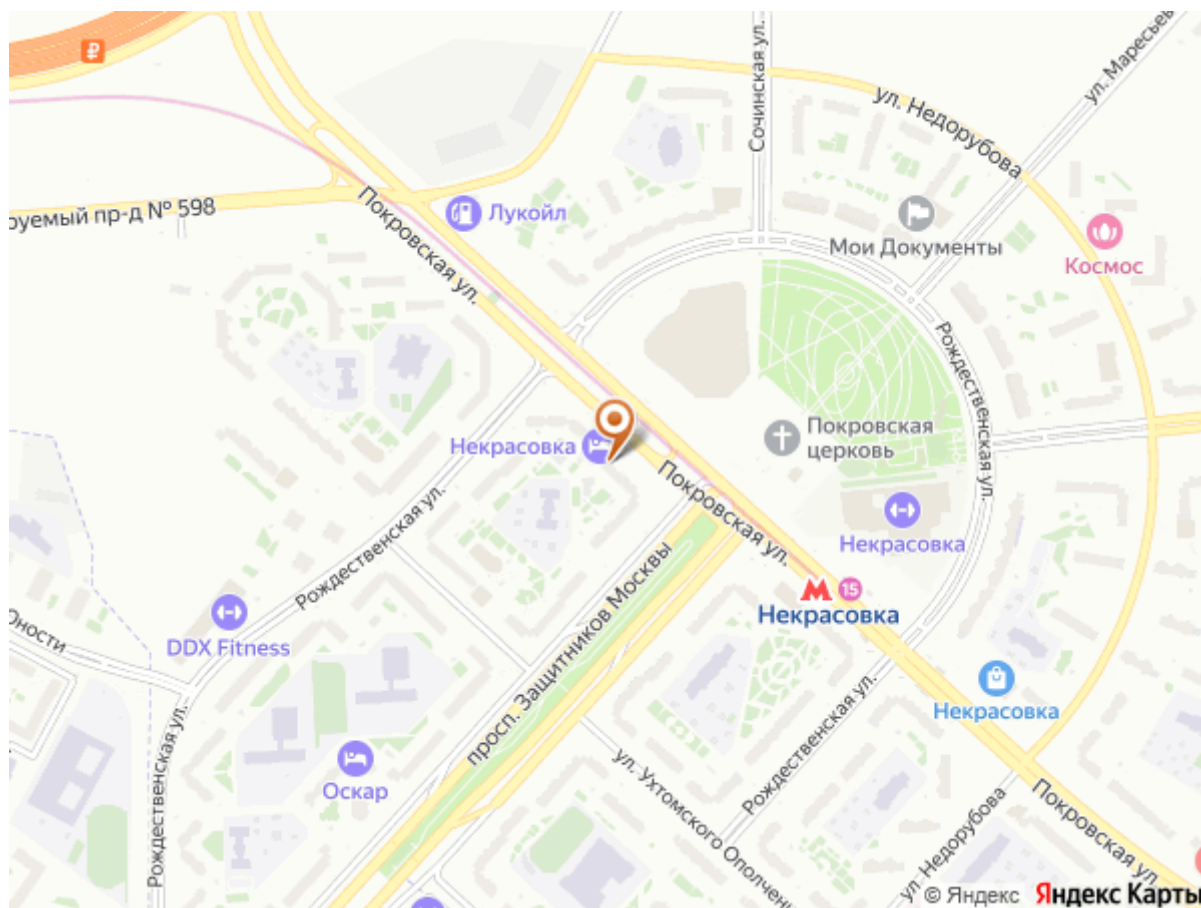 ₽
Сочинская ул.
ул. Маресьев
ул. Недорубова
руемый пр-д № 598
Покровская ул.
Лукойл
Мои Документы
Космос
Рождественская ул.
Некрасовка
Покровская
церковь
Покровская ул.
Некрасовка
М
15
Некрасовка
Рождественская ул.
просп. Защитников Москвы
Юности
DDX Fitness
Некрасовка
Рождественская ул.
Рождественская ул.
Оскар
ул. Ухтомского Ополчен
ул. Недорубова
Покровская ул.
© Яндекс Яндекс Карты